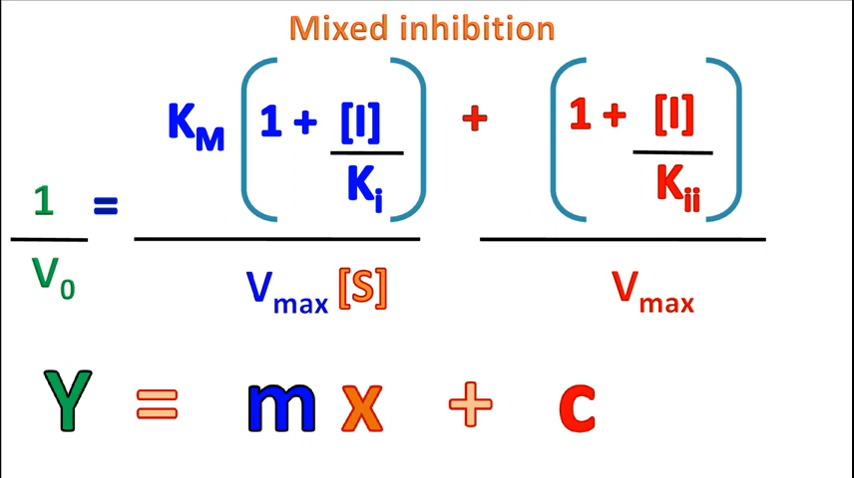 Mixed inhibition
1/V₀ = K_M (1 + [I]/K_i)/V_max [S] + (1 + [I]/K_ii)/V_max
Y = m x + c